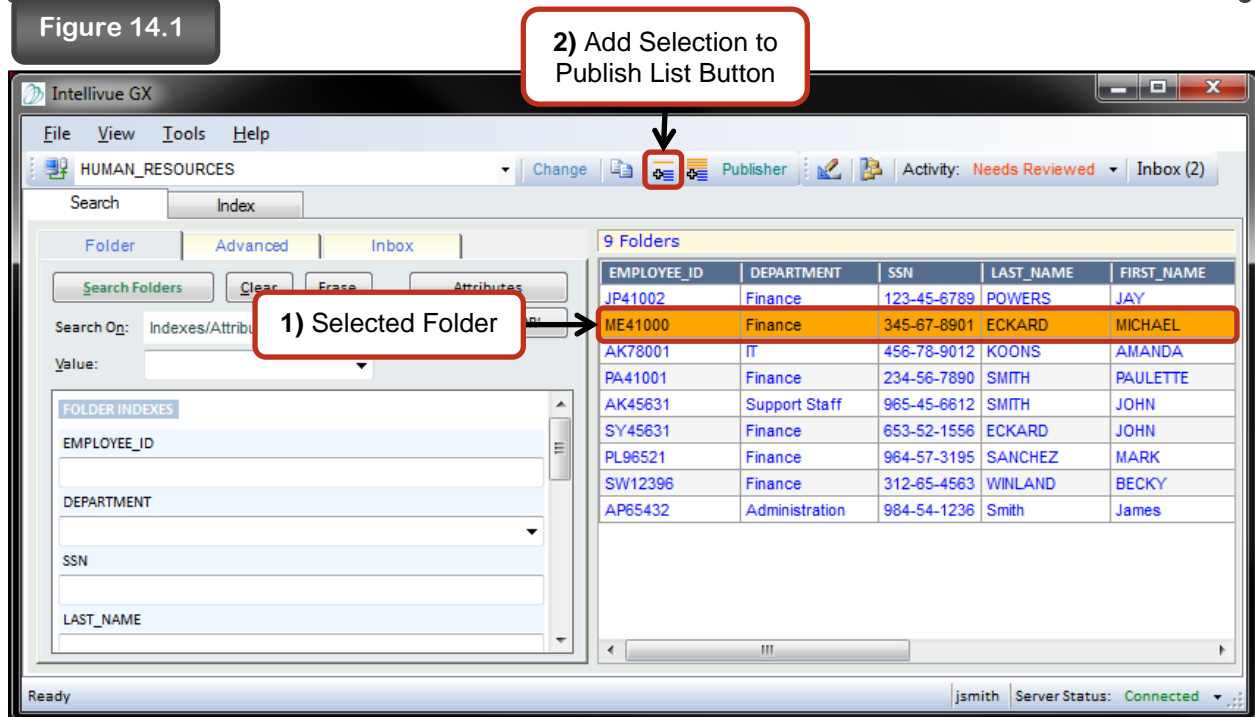 Figure 14.1
2) Add Selection to
Publish List Button
Intellivue GX
File View Tools Help
HUMAN_RESOURCES Change Publisher Activity: Needs Reviewed Inbox (2)
Search Index
Folder Advanced Inbox
9 Folders
Search Folders Clear Erase Attributes
Search On: Indexes/Attribu
1) Selected Folder
Value:
FOLDER INDEXES
EMPLOYEE_ID
DEPARTMENT
SSN
LAST_NAME
EMPLOYEE_ID DEPARTMENT SSN LAST_NAME FIRST_NAME
JP41002 Finance 123-45-6789 POWERS JAY
ME41000 Finance 345-67-8901 ECKARD MICHAEL
AK78001 IT 456-78-9012 KOONS AMANDA
PA41001 Finance 234-56-7890 SMITH PAULETTE
AK45631 Support Staff 965-45-6612 SMITH JOHN
SY45631 Finance 653-52-1556 ECKARD JOHN
PL96521 Finance 964-57-3195 SANCHEZ MARK
SW12396 Finance 312-65-4563 WINLAND BECKY
AP65432 Administration 984-54-1236 Smith James
Ready jsmith Server Status: Connected